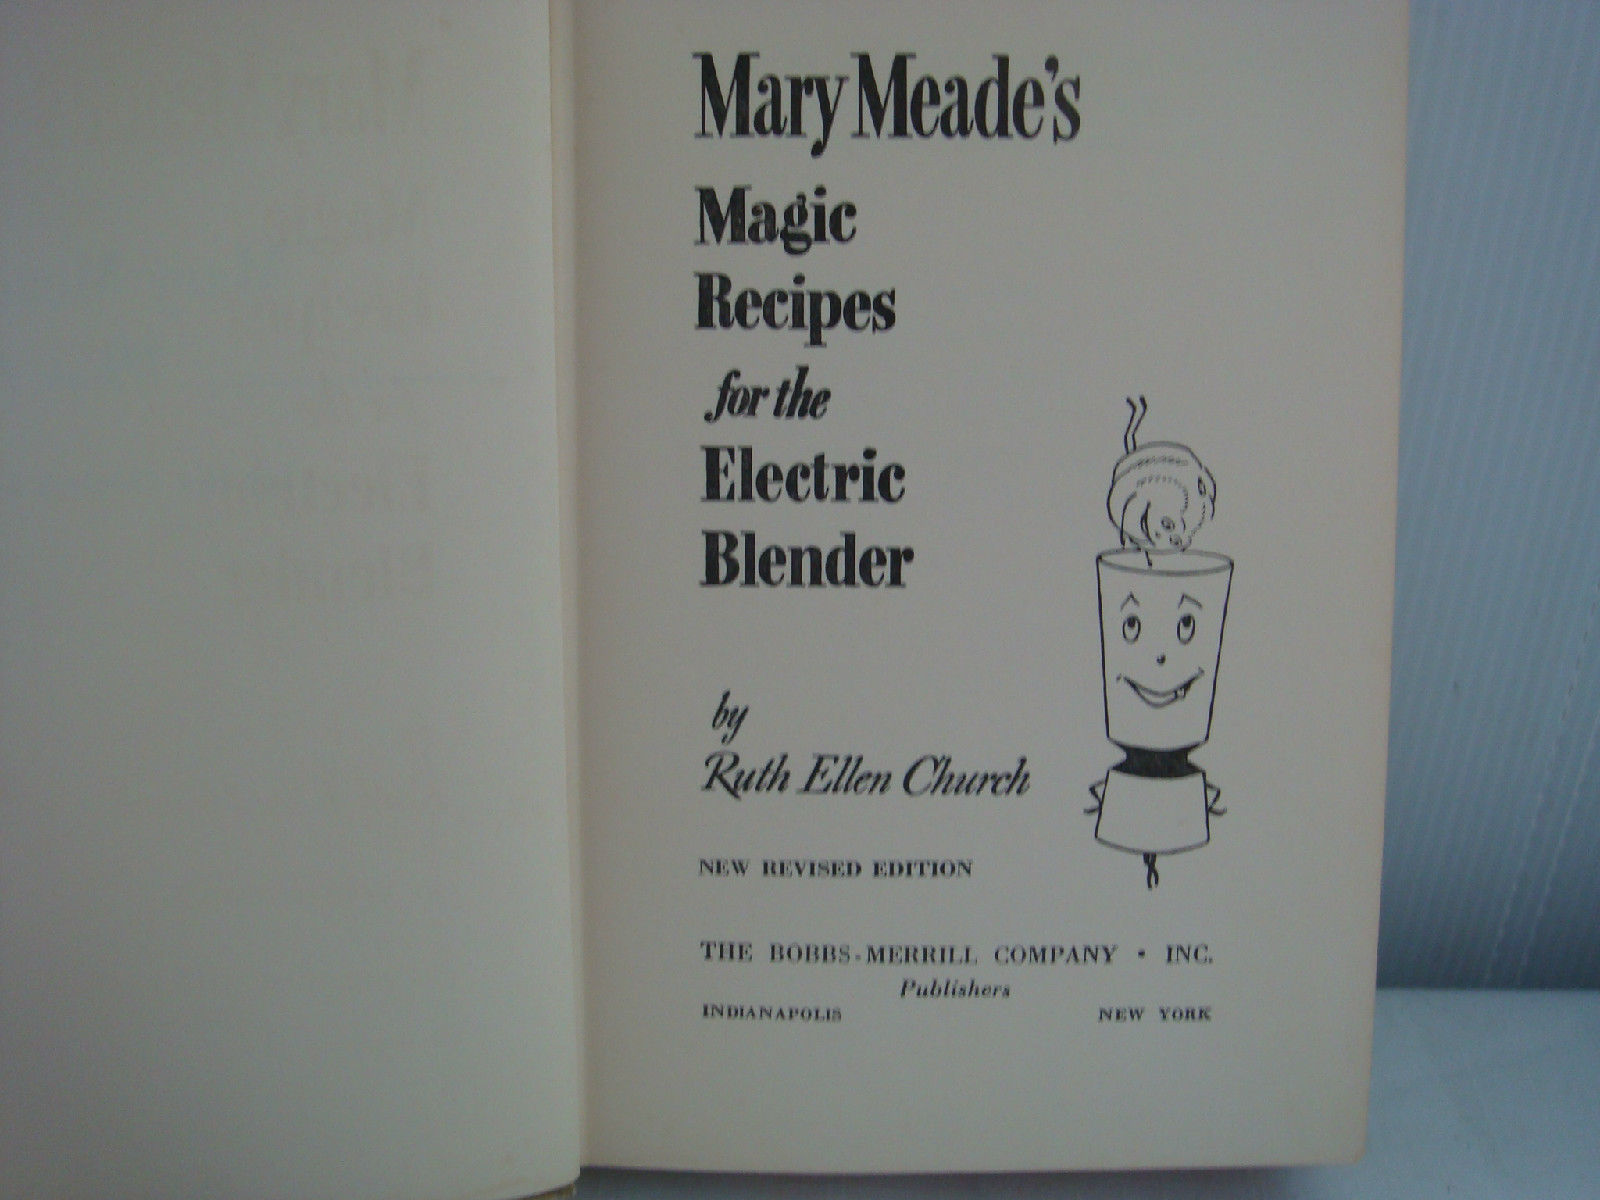 Mary Meade's
Magic
Recipes
for the
Electric
Blender
by
Ruth Ellen Church
NEW REVISED EDITION
THE BOBBS-MERRILL COMPANY • INC.
Publishers
INDIANAPOLIS NEW YORK